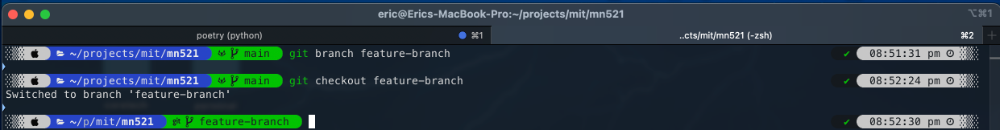 eric@Erics-MacBook-Pro:~/projects/mit/mn521 ⌥⌘1
poetry (python) ⌘1 ..cts/mit/mn521 (-zsh) ⌘2 +
~/projects/mit/mn521 main git branch feature-branch ✔ 08:51:31 pm
~/projects/mit/mn521 main git checkout feature-branch ✔ 08:52:24 pm
Switched to branch 'feature-branch'
~/p/mit/mn521 git feature-branch ✔ 08:52:30 pm